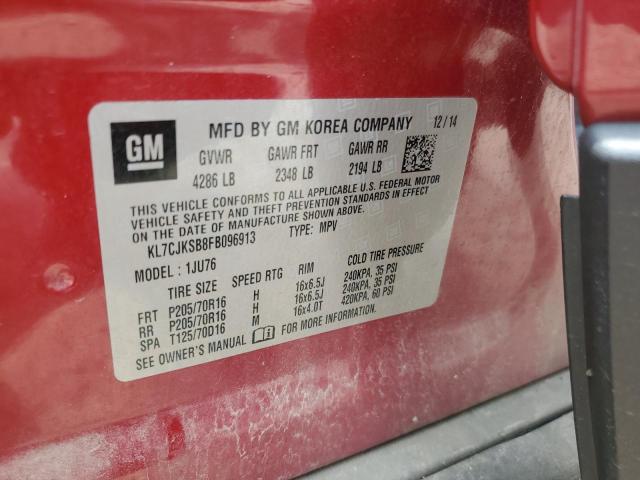 GM
MFD BY GM KOREA COMPANY 12/14
GVWR GAWR FRT GAWR RR
4286 LB 2348 LB 2194 LB
THIS VEHICLE CONFORMS TO ALL APPLICABLE U.S. FEDERAL MOTOR
VEHICLE SAFETY AND THEFT PREVENTION STANDARDS IN EFFECT
ON THE DATE OF MANUFACTURE SHOWN ABOVE.
KL7CJKSB8FB096913 TYPE: MPV
MODEL : 1JU76
TIRE SIZE SPEED RTG RIM COLD TIRE PRESSURE
FRT P205/70R16 H 16x6.5J 240KPA, 35 PSI
RR P205/70R16 H 16x6.5J 240KPA, 35 PSI
SPA T125/70D16 M 16x4.0T 420KPA, 60 PSI
SEE OWNER'S MANUAL FOR MORE INFORMATION.